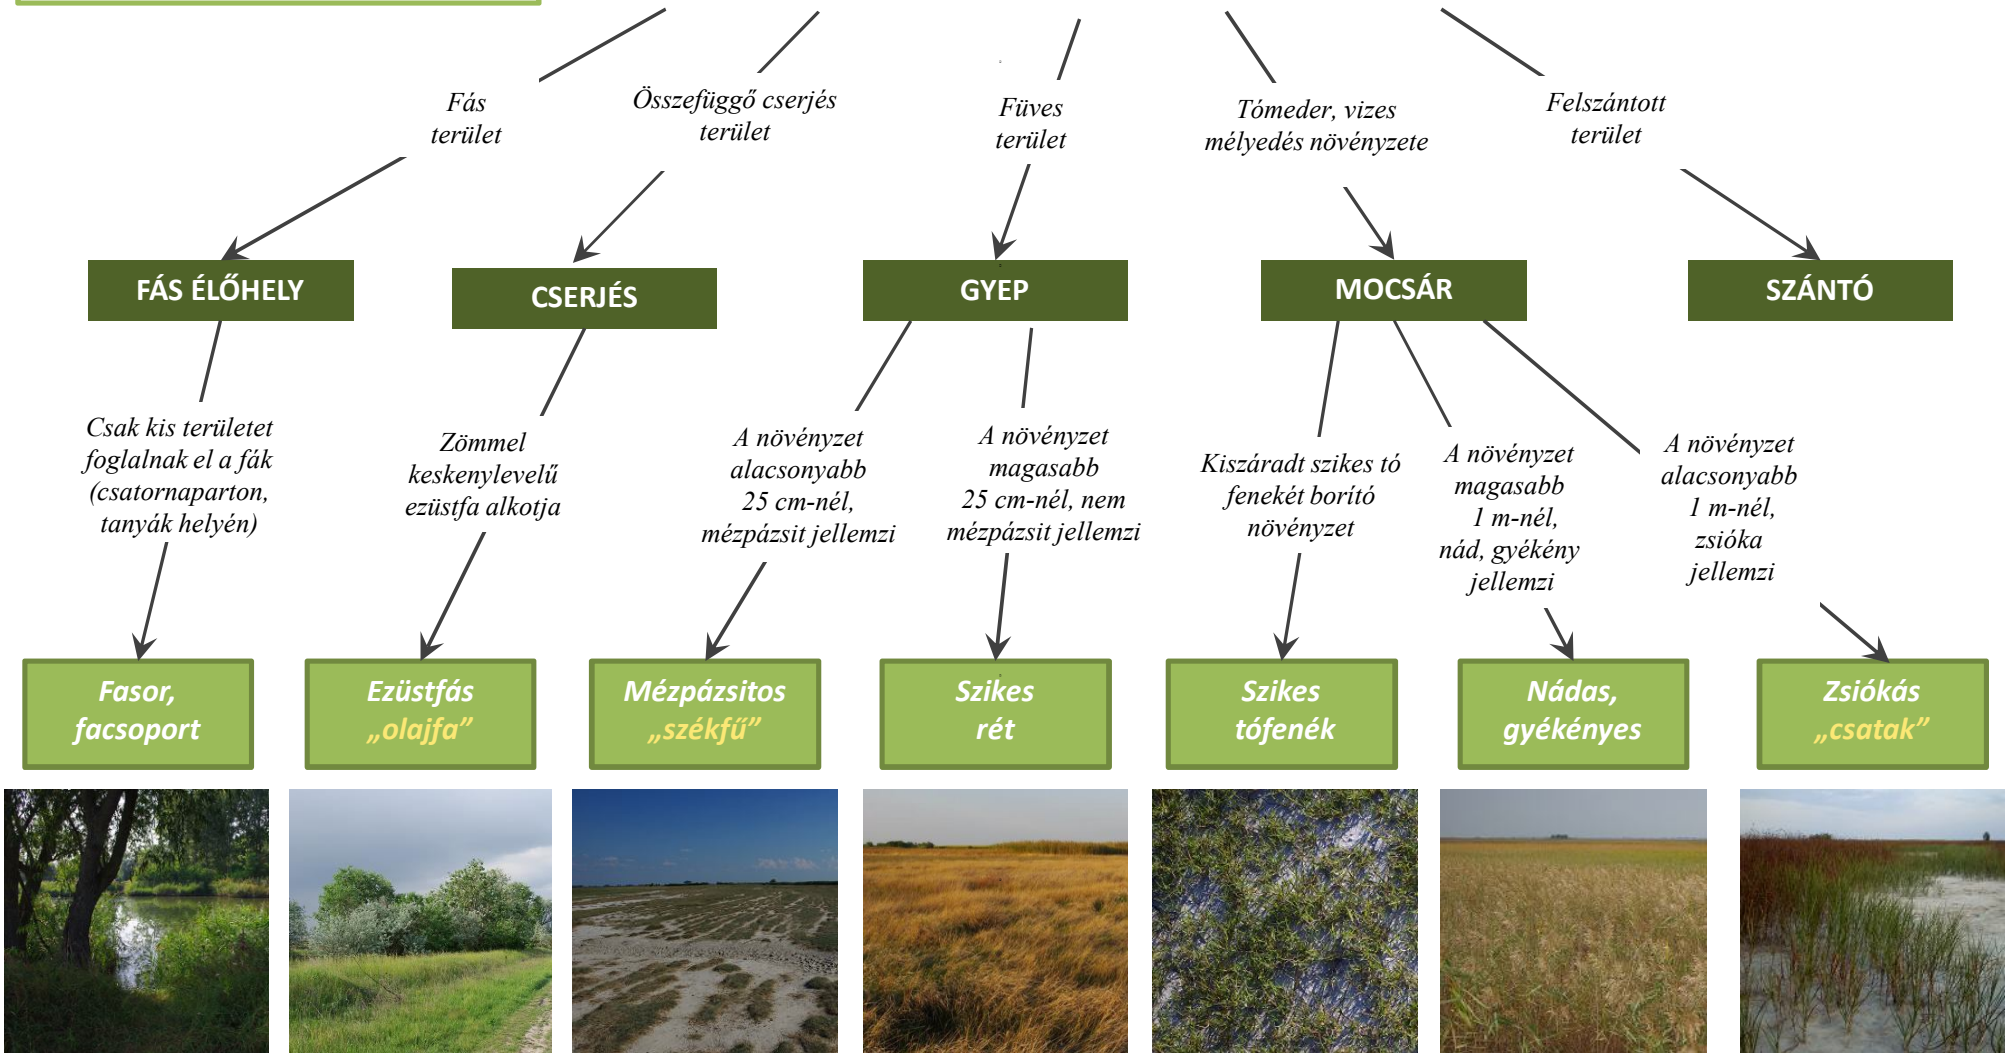 Fás
terület
Összefüggő cserjés
terület
Füves
terület
Tómeder, vizes
mélyedés növényzete
Felszántott
terület
FÁS ÉLŐHELY
CSERJÉS
GYEP
MOCSÁR
SZÁNTÓ
Csak kis területet
foglalnak el a fák
(csatornaparton,
tanyák helyén)
Zömmel
keskenylevelű
ezüstfa alkotja
A növényzet
alacsonyabb
25 cm-nél,
mézpázsit jellemzi
A növényzet
magasabb
25 cm-nél, nem
mézpázsit jellemzi
Kiszáradt szikes tó
fenekét borító
növényzet
A növényzet
magasabb
1 m-nél,
nád, gyékény
jellemzi
A növényzet
alacsonyabb
1 m-nél,
zsióka
jellemzi
Fasor,
facsoport
Ezüstfás
„olajfa”
Mézpázsitos
„székfű”
Szikes
rét
Szikes
tófenék
Nádas,
gyékényes
Zsiókás
„csatak”